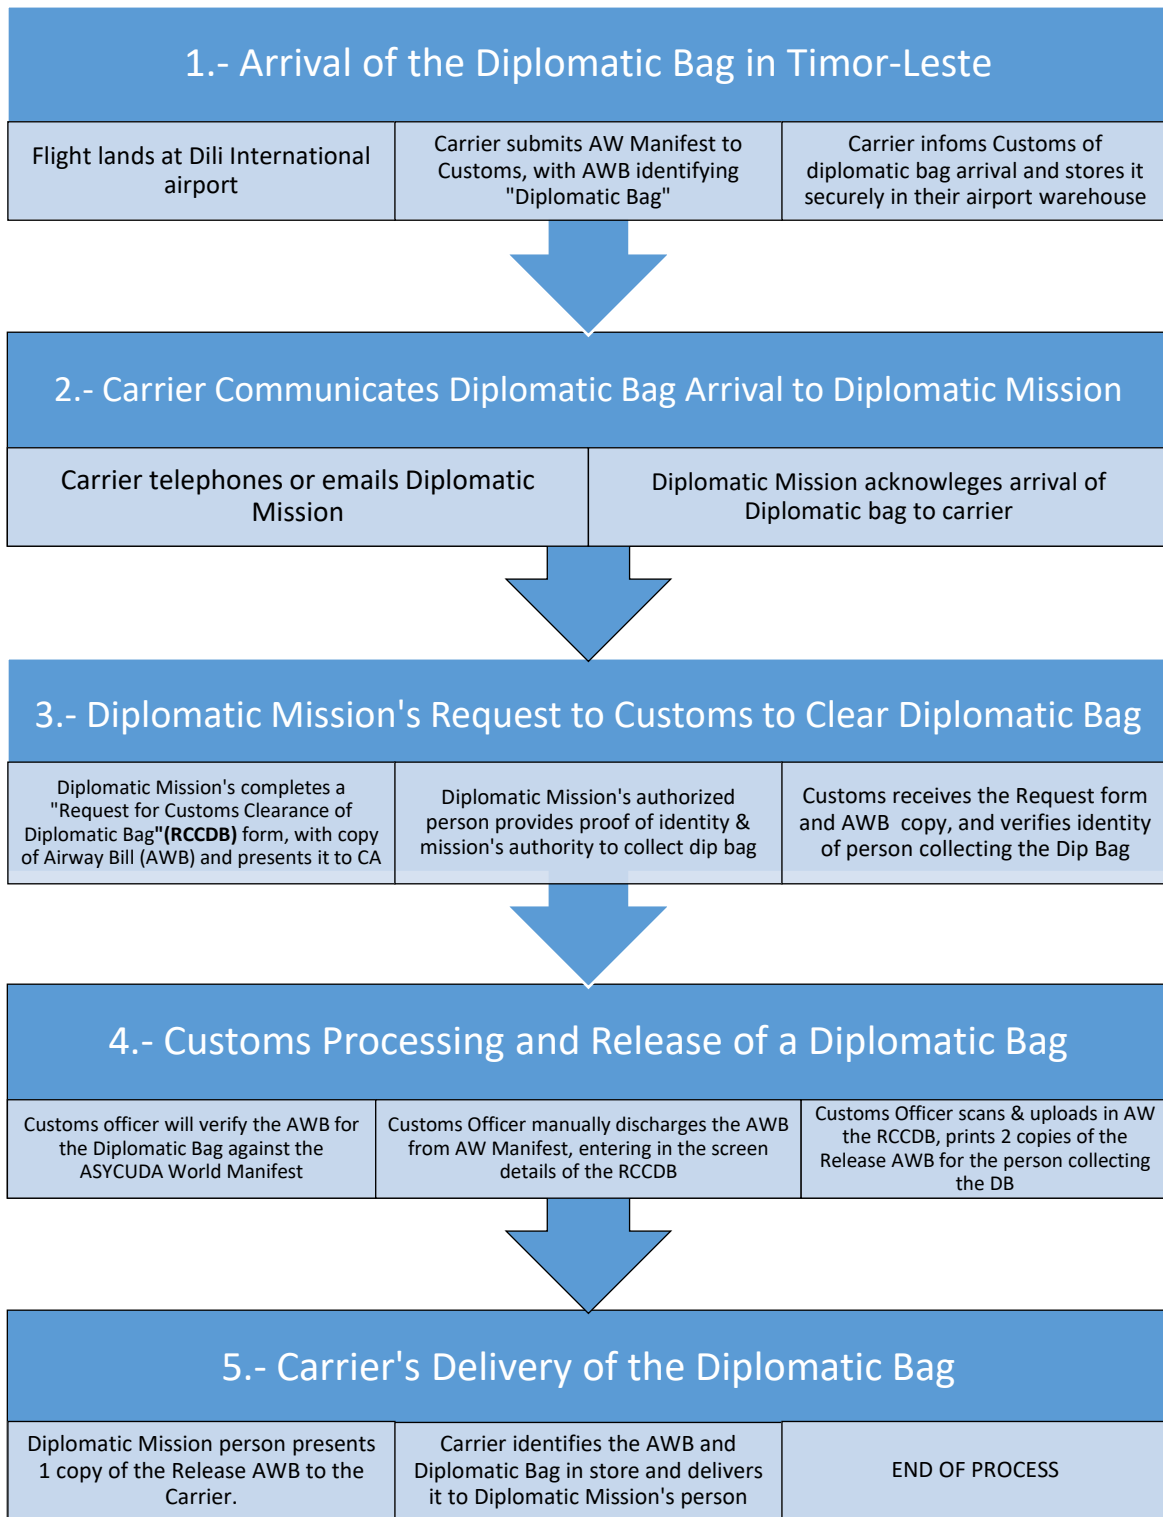 1.- Arrival of the Diplomatic Bag in Timor-Leste
Flight lands at Dili International
airport
Carrier submits AW Manifest to
Customs, with AWB identifying
"Diplomatic Bag"
Carrier infoms Customs of
diplomatic bag arrival and stores it
securely in their airport warehouse
2.- Carrier Communicates Diplomatic Bag Arrival to Diplomatic Mission
Carrier telephones or emails Diplomatic
Mission
Diplomatic Mission acknowleges arrival of
Diplomatic bag to carrier
3.- Diplomatic Mission's Request to Customs to Clear Diplomatic Bag
Diplomatic Mission's completes a
"Request for Customs Clearance of
Diplomatic Bag"(RCCDB) form, with copy
of Airway Bill (AWB) and presents it to CA
Diplomatic Mission's authorized
person provides proof of identity &
mission's authority to collect dip bag
Customs receives the Request form
and AWB copy, and verifies identity
of person collecting the Dip Bag
4.- Customs Processing and Release of a Diplomatic Bag
Customs officer will verify the AWB for
the Diplomatic Bag against the
ASYCUDA World Manifest
Customs Officer manually discharges the AWB
from AW Manifest, entering in the screen
details of the RCCDB
Customs Officer scans & uploads in AW
the RCCDB, prints 2 copies of the
Release AWB for the person collecting
the DB
5.- Carrier's Delivery of the Diplomatic Bag
Diplomatic Mission person presents
1 copy of the Release AWB to the
Carrier.
Carrier identifies the AWB and
Diplomatic Bag in store and delivers
it to Diplomatic Mission's person
END OF PROCESS